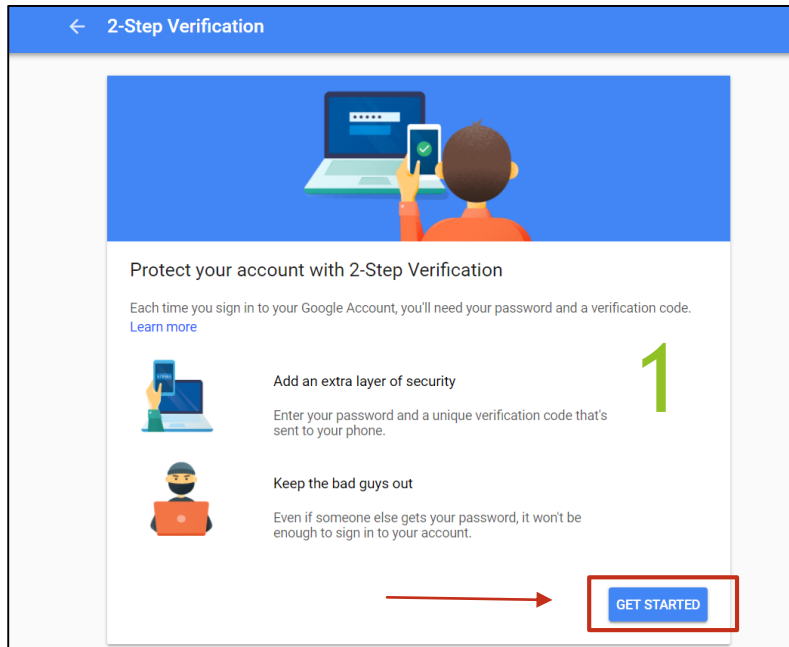 2-Step Verification
Protect your account with 2-Step Verification
Each time you sign in to your Google Account, you'll need your password and a verification code.
Learn more
1
Add an extra layer of security
Enter your password and a unique verification code that's
sent to your phone.
Keep the bad guys out
Even if someone else gets your password, it won't be
enough to sign in to your account.
GET STARTED